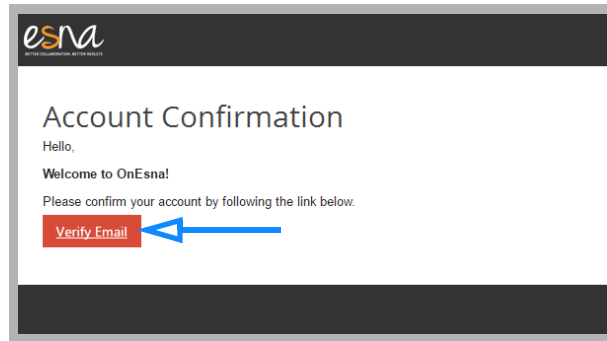 esna
BETTER COLLABORATION. BETTER RESULTS
Account Confirmation
Hello,
Welcome to OnEsna!
Please confirm your account by following the link below.
Verify Email